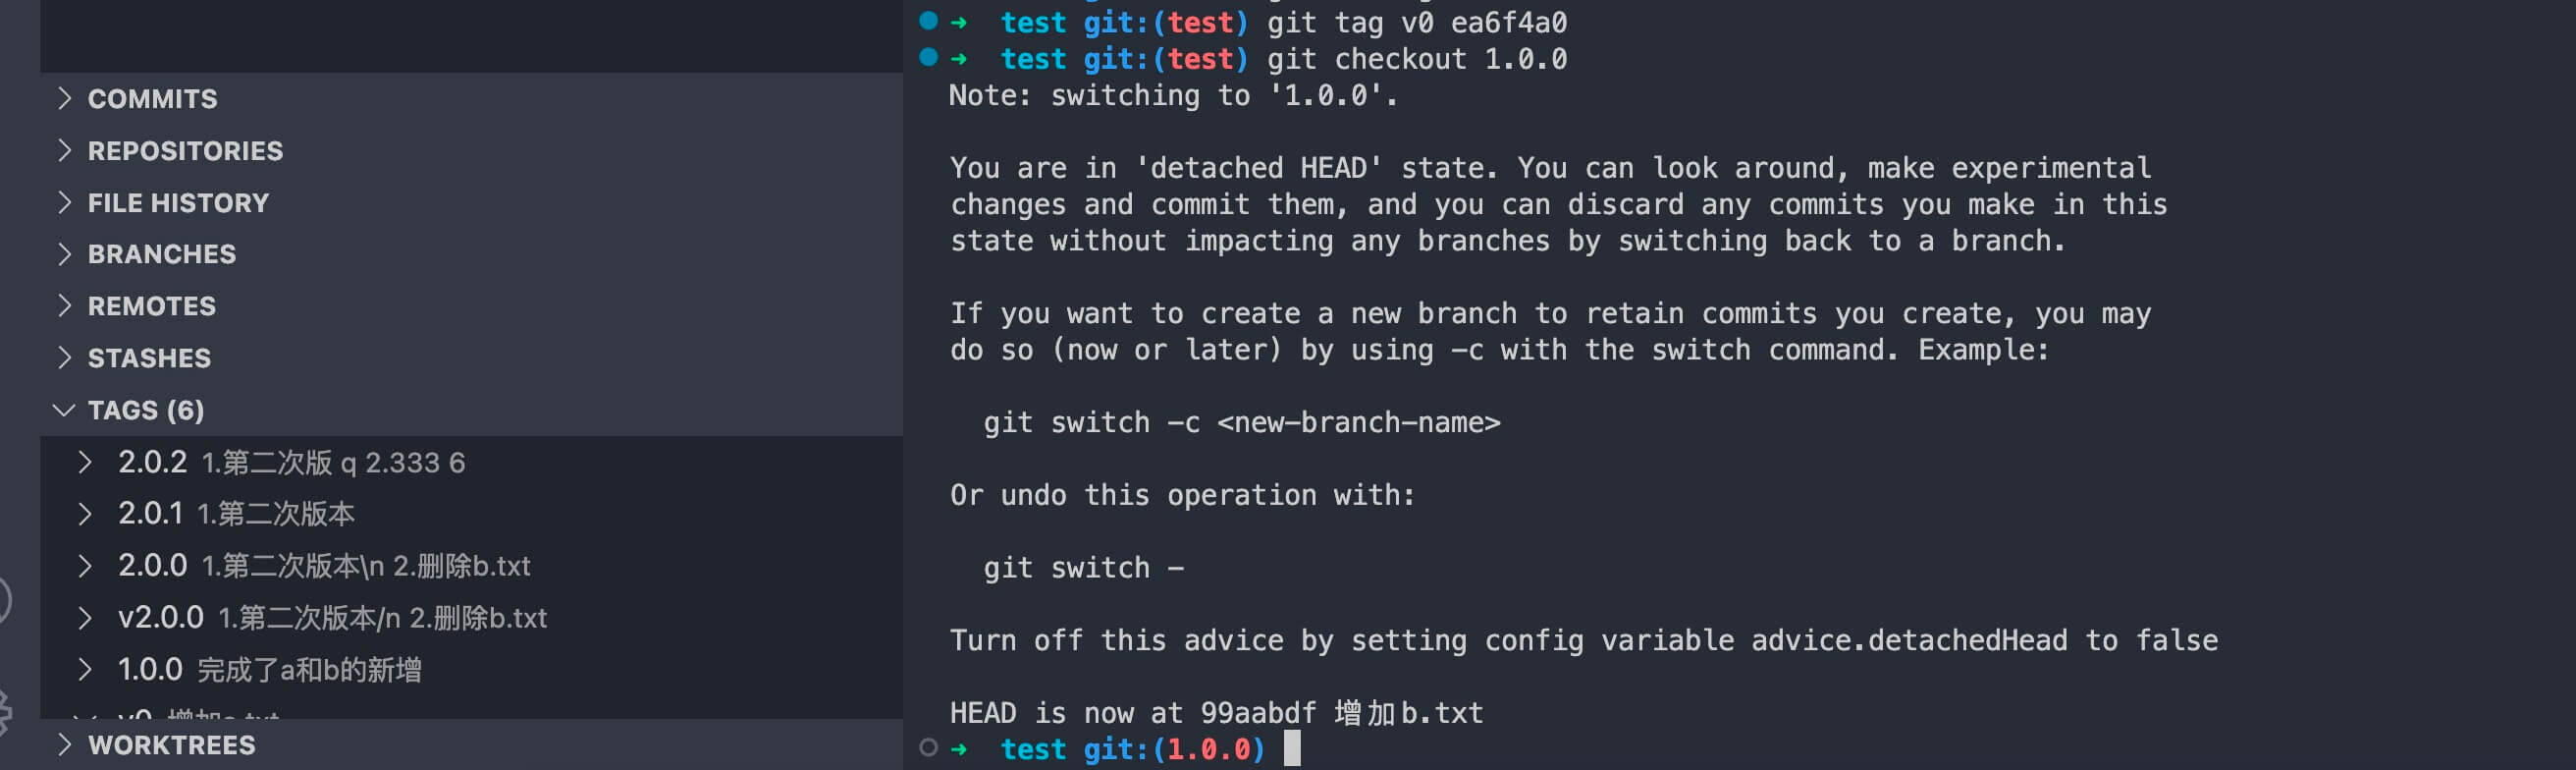 COMMITS
REPOSITORIES
FILE HISTORY
BRANCHES
REMOTES
STASHES
TAGS (6)
2.0.2 1.第二次版 q 2.333 6
2.0.1 1.第二次版本
2.0.0 1.第二次版本\n 2.删除b.txt
v2.0.0 1.第二次版本/n 2.删除b.txt
1.0.0 完成了a和b的新增
v0 增加a.txt
WORKTREES
➜ test git:(test) git tag v0 ea6f4a0
➜ test git:(test) git checkout 1.0.0
Note: switching to '1.0.0'.
You are in 'detached HEAD' state. You can look around, make experimental
changes and commit them, and you can discard any commits you make in this
state without impacting any branches by switching back to a branch.
If you want to create a new branch to retain commits you create, you may
do so (now or later) by using -c with the switch command. Example:
git switch -c <new-branch-name>
Or undo this operation with:
git switch -
Turn off this advice by setting config variable advice.detachedHead to false
HEAD is now at 99aabdf 增加b.txt
➜ test git:(1.0.0)